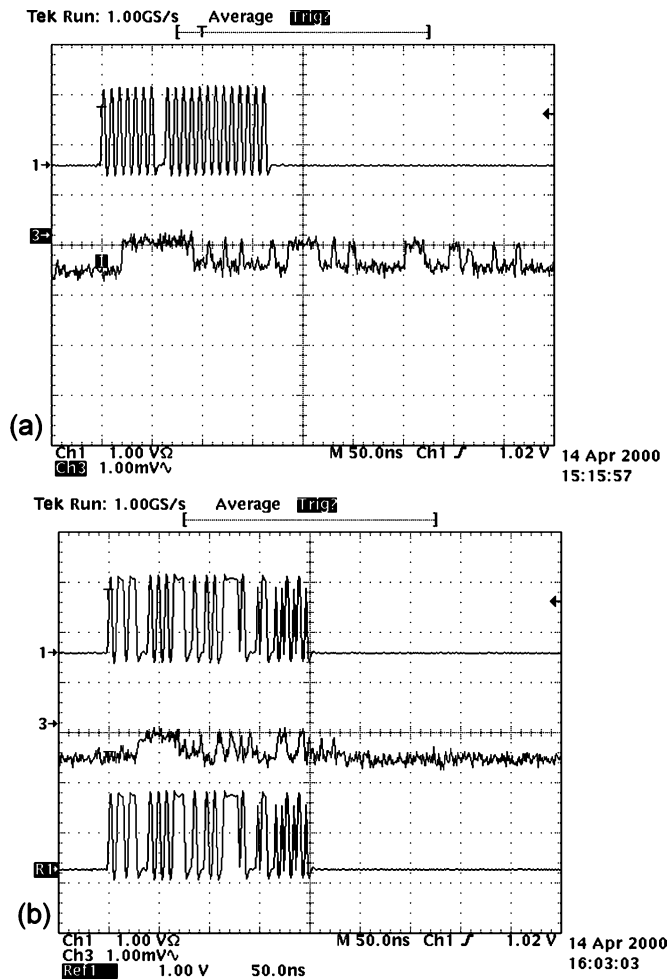 Tek Run: 1.00GS/s Average Trig?
T
1
3
T
(a)
Ch1 1.00 VΩ M 50.0ns Ch1 1.02 V
Ch3 1.00mV∿
14 Apr 2000
15:15:57
Tek Run: 1.00GS/s Average Trig?
1
3
R1
(b)
Ch1 1.00 VΩ M 50.0ns Ch1 1.02 V
Ch3 1.00mV∿
Ref1 1.00 V 50.0ns
14 Apr 2000
16:03:03